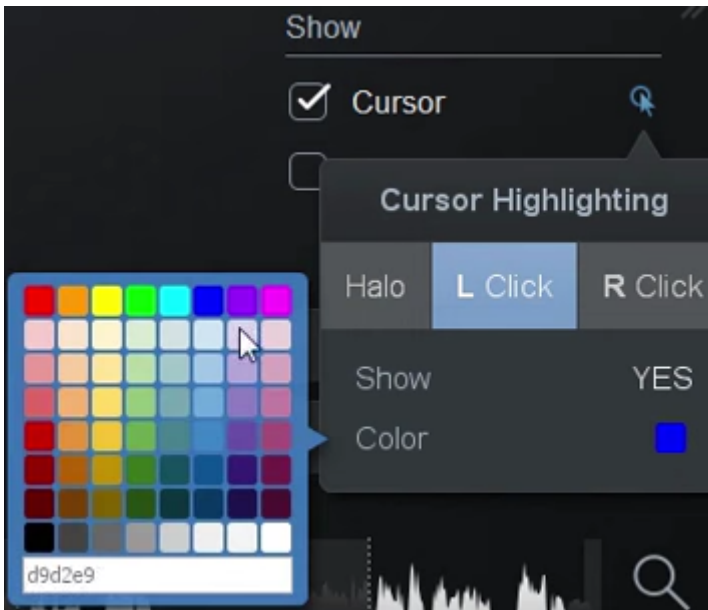 Show
Cursor
Cursor Highlighting
Halo
L Click
R Click
Show YES
Color
d9d2e9